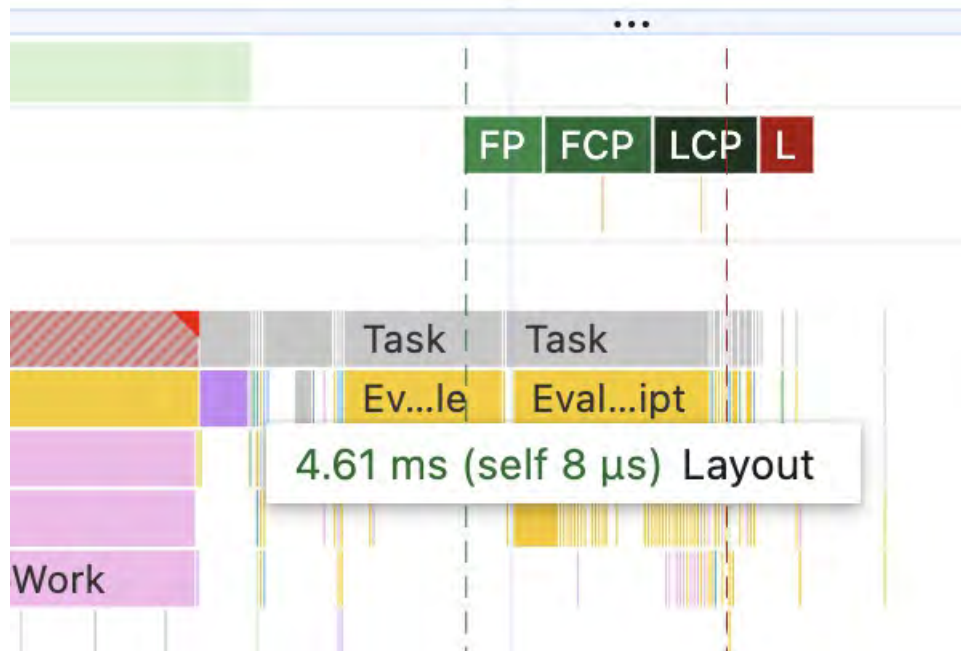 ...
FP FCP LCP L
Task Task
Ev...le Eval...ipt
4.61 ms (self 8 μs) Layout
Work